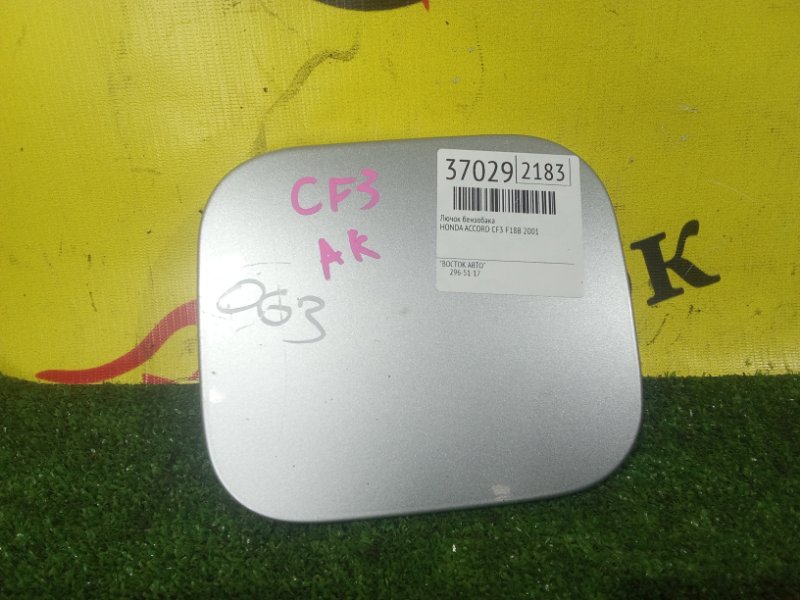 CF3
AK
063
37029 2183
Лючок бензобака
HONDA ACCORD CF3 F18B 2001
"ВОСТОК АВТО"
296 51 17
К